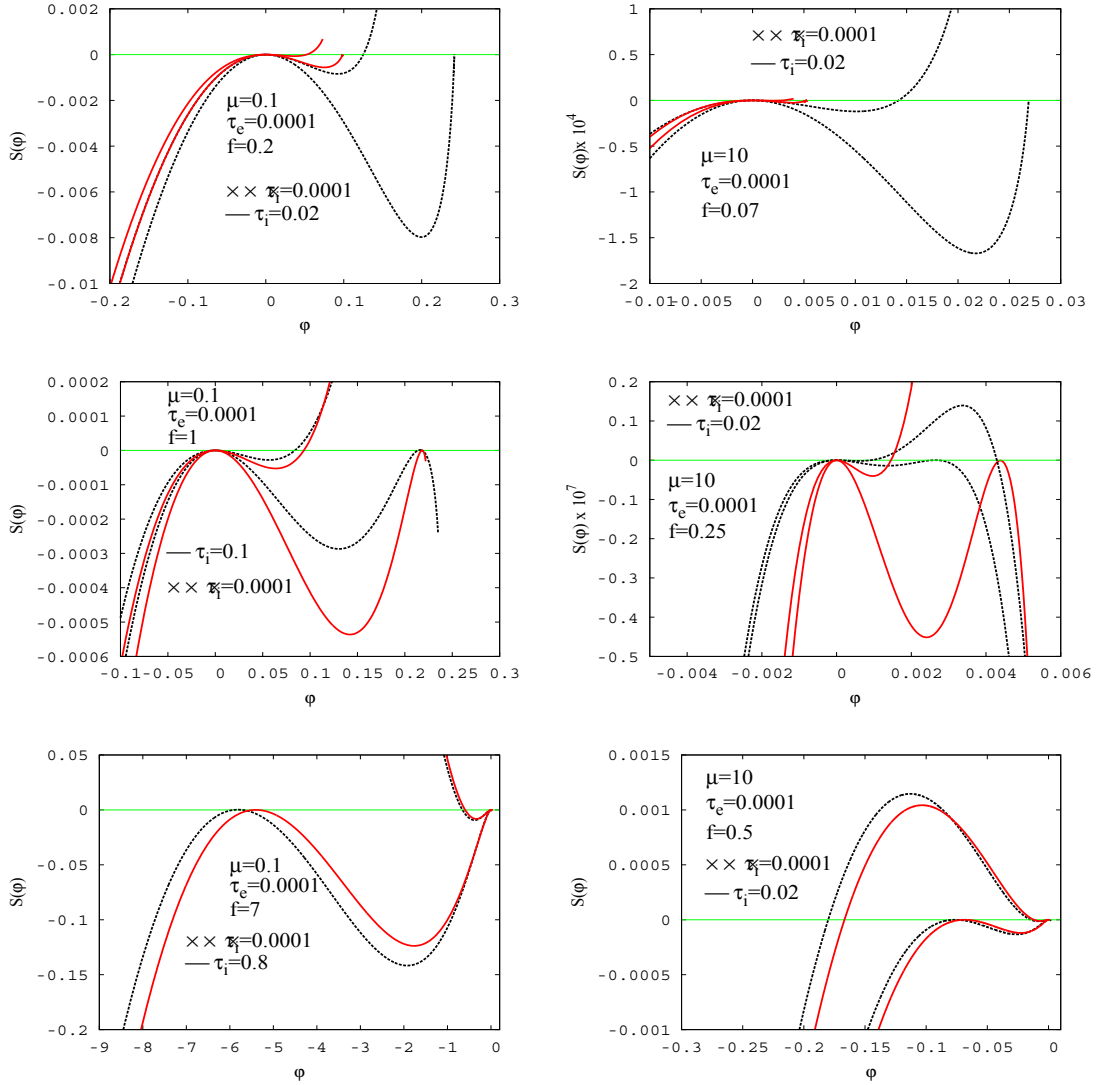 0.002
0
-0.002
-0.004
-0.006
-0.008
-0.01
S(φ)
μ=0.1
τe=0.0001
f=0.2
×× τi=0.0001
— τi=0.02
-0.2 -0.1 0 0.1 0.2 0.3
φ
1
0.5
0
-0.5
-1
-1.5
-2
S(φ)x 10^4
×× τi=0.0001
— τi=0.02
μ=10
τe=0.0001
f=0.07
-0.01 -0.005 0 0.005 0.01 0.015 0.02 0.025 0.03
φ
0.0002
0.0001
0
-0.0001
-0.0002
-0.0003
-0.0004
-0.0005
-0.0006
S(φ)
μ=0.1
τe=0.0001
f=1
— τi=0.1
×× τi=0.0001
-0.1 -0.05 0 0.05 0.1 0.15 0.2 0.25 0.3
φ
0.2
0.1
0
-0.1
-0.2
-0.3
-0.4
-0.5
S(φ) x 10^7
×× τi=0.0001
— τi=0.02
μ=10
τe=0.0001
f=0.25
-0.004 -0.002 0 0.002 0.004 0.006
φ
0.05
0
-0.05
-0.1
-0.15
-0.2
S(φ)
μ=0.1
τe=0.0001
f=7
×× τi=0.0001
— τi=0.8
-9 -8 -7 -6 -5 -4 -3 -2 -1 0
φ
0.0015
0.001
0.0005
0
-0.0005
-0.001
S(φ)
μ=10
τe=0.0001
f=0.5
×× τi=0.0001
— τi=0.02
-0.3 -0.25 -0.2 -0.15 -0.1 -0.05 0
φ